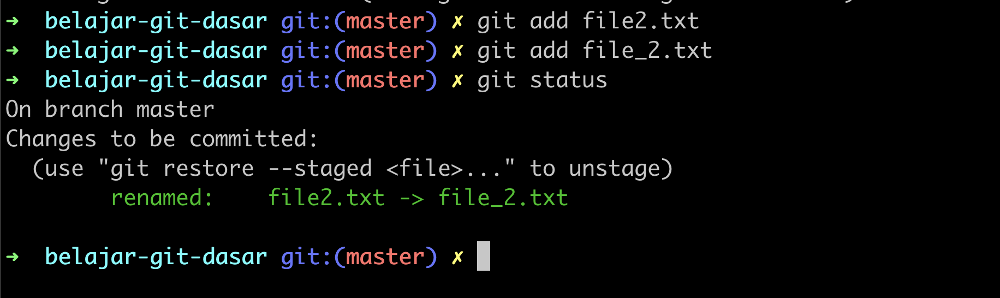 ➜  belajar-git-dasar git:(master) ✗ git add file2.txt
➜  belajar-git-dasar git:(master) ✗ git add file_2.txt
➜  belajar-git-dasar git:(master) ✗ git status
On branch master
Changes to be committed:
  (use "git restore --staged <file>..." to unstage)
        renamed:    file2.txt -> file_2.txt

➜  belajar-git-dasar git:(master) ✗